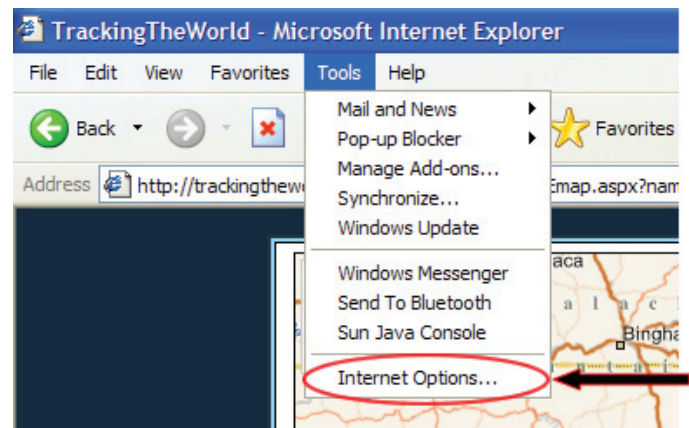 TrackingTheWorld - Microsoft Internet Explorer
File Edit View Favorites Tools Help
Back Favorites
Address http://trackingthew Emap.aspx?nam
Mail and News
Pop-up Blocker
Manage Add-ons...
Synchronize...
Windows Update
Windows Messenger
Send To Bluetooth
Sun Java Console
Internet Options...
aca
a l a c
Bingha
n t a i